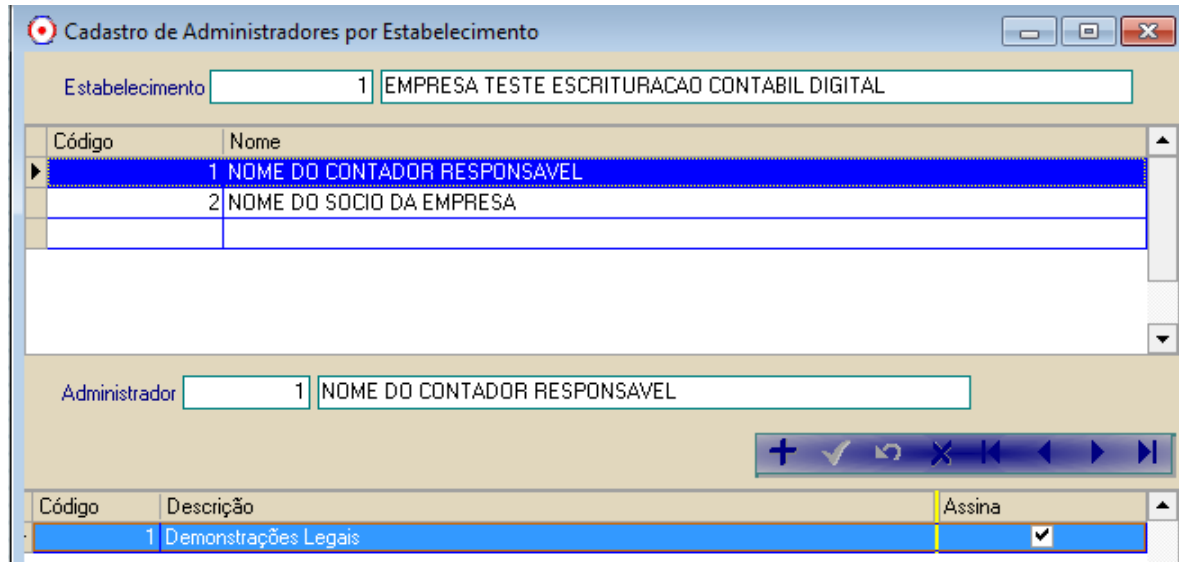 Cadastro de Administradores por Estabelecimento
Estabelecimento 1 EMPRESA TESTE ESCRITURACAO CONTABIL DIGITAL
Código Nome
1 NOME DO CONTADOR RESPONSAVEL
2 NOME DO SOCIO DA EMPRESA
Administrador 1 NOME DO CONTADOR RESPONSAVEL
Código Descrição Assina
1 Demonstrações Legais